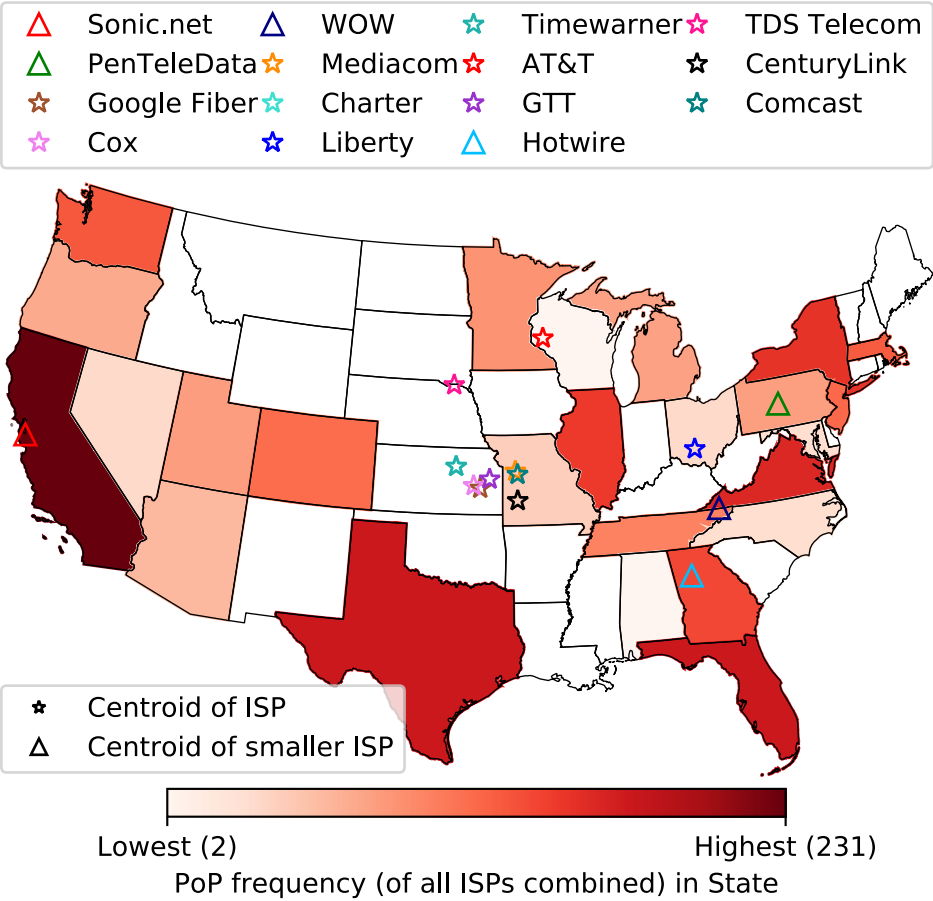 Sonic.net WOW Timewarner TDS Telecom
PenTeleData Mediacom AT&T CenturyLink
Google Fiber Charter GTT Comcast
Cox Liberty Hotwire
Centroid of ISP
Centroid of smaller ISP
Lowest (2) Highest (231)
PoP frequency (of all ISPs combined) in State